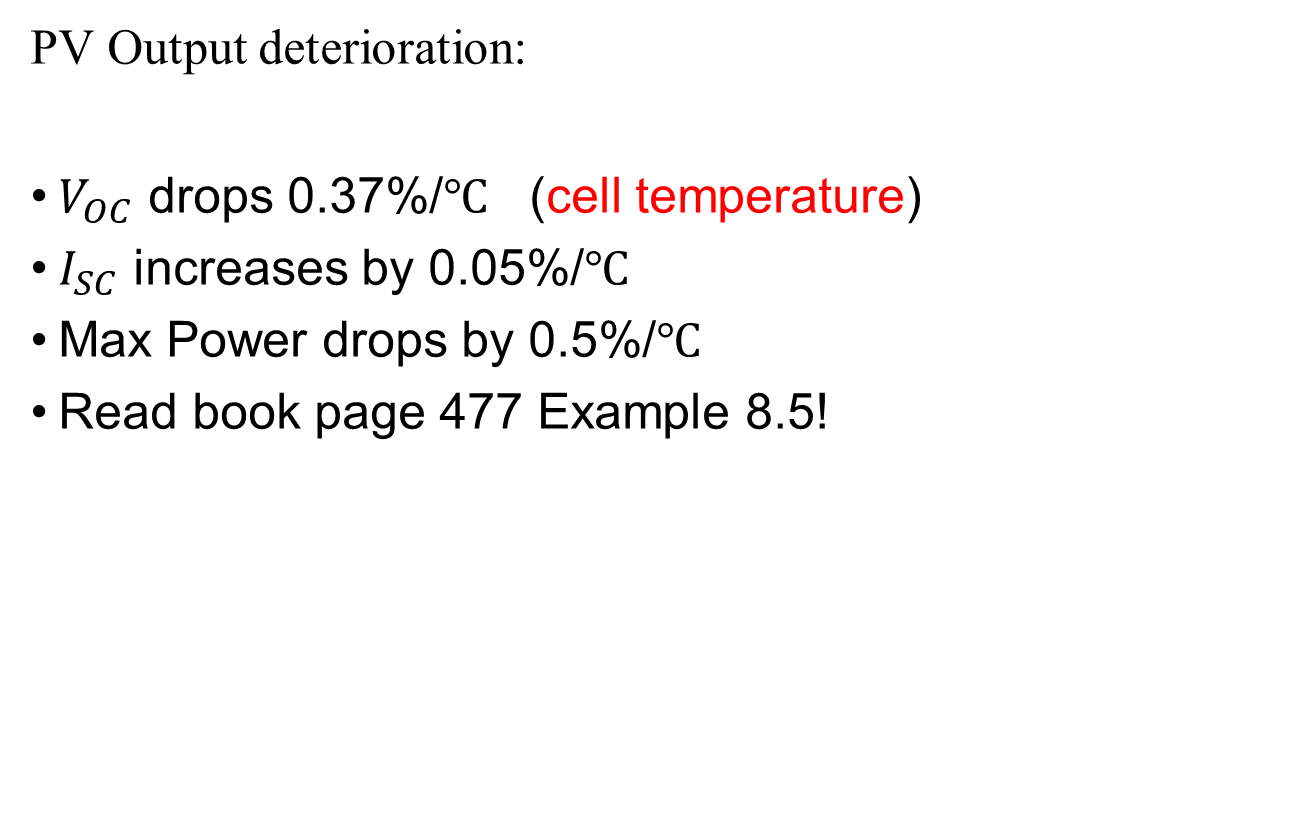 PV Output deterioration:
• V_OC drops 0.37%/℃ (cell temperature)
• I_SC increases by 0.05%/℃
• Max Power drops by 0.5%/℃
• Read book page 477 Example 8.5!